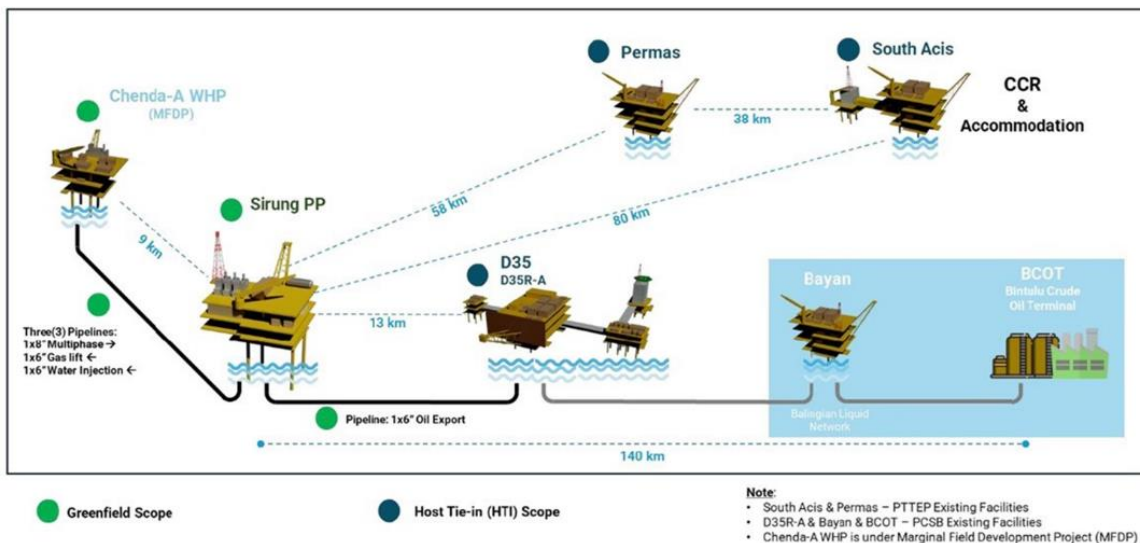 Permas
South Acis
CCR
&
Accommodation
Chenda-A WHP
(MFDP)
38 km
Sirung PP
58 km
80 km
9 km
D35
D35R-A
13 km
Bayan
BCOT
Bintulu Crude
Oil Terminal
Three(3) Pipelines:
1x8" Multiphase →
1x6" Gas lift ←
1x6" Water Injection ←
Pipeline: 1x6" Oil Export
Balingian Liquid
Network
140 km
Greenfield Scope
Host Tie-in (HTI) Scope
Note:
• South Acis & Permas – PTTEP Existing Facilities
• D35R-A & Bayan & BCOT – PCSB Existing Facilities
• Chenda-A WHP is under Marginal Field Development Project (MFDP)